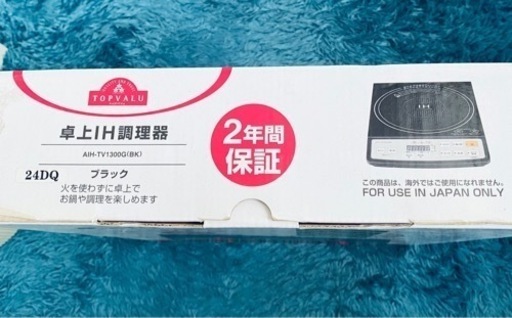 TOPVALU
卓上IH調理器
AIH-TV1300G(BK)
24DQ ブラック
火を使わずに卓上で
お鍋や調理を楽しめます
2年間
保証
IH
この商品は、海外ではご使用になれません。
FOR USE IN JAPAN ONLY